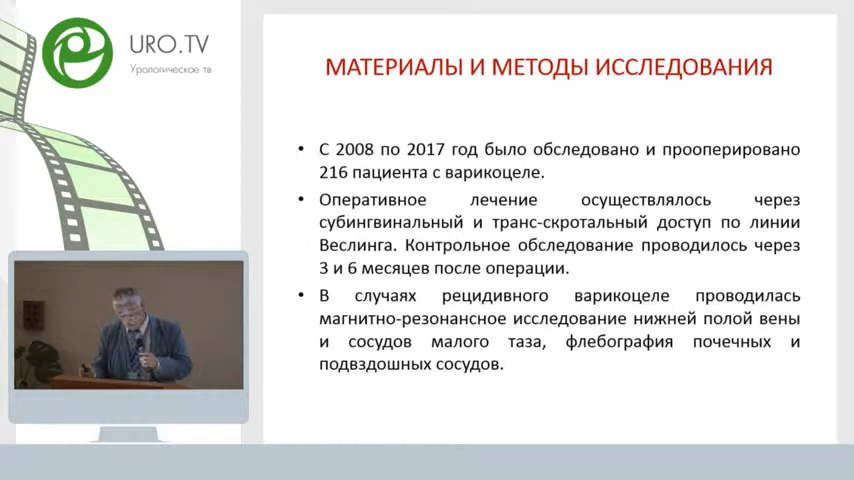 URO.TV
Урологическое тв
МАТЕРИАЛЫ И МЕТОДЫ ИССЛЕДОВАНИЯ
• С 2008 по 2017 год было обследовано и прооперировано
216 пациента с варикоцеле.
• Оперативное лечение осуществлялось через
субингвинальный и транс-скротальный доступ по линии
Веслинга. Контрольное обследование проводилось через
3 и 6 месяцев после операции.
• В случаях рецидивного варикоцеле проводилась
магнитно-резонансное исследование нижней полой вены
и сосудов малого таза, флебография почечных и
подвздошных сосудов.